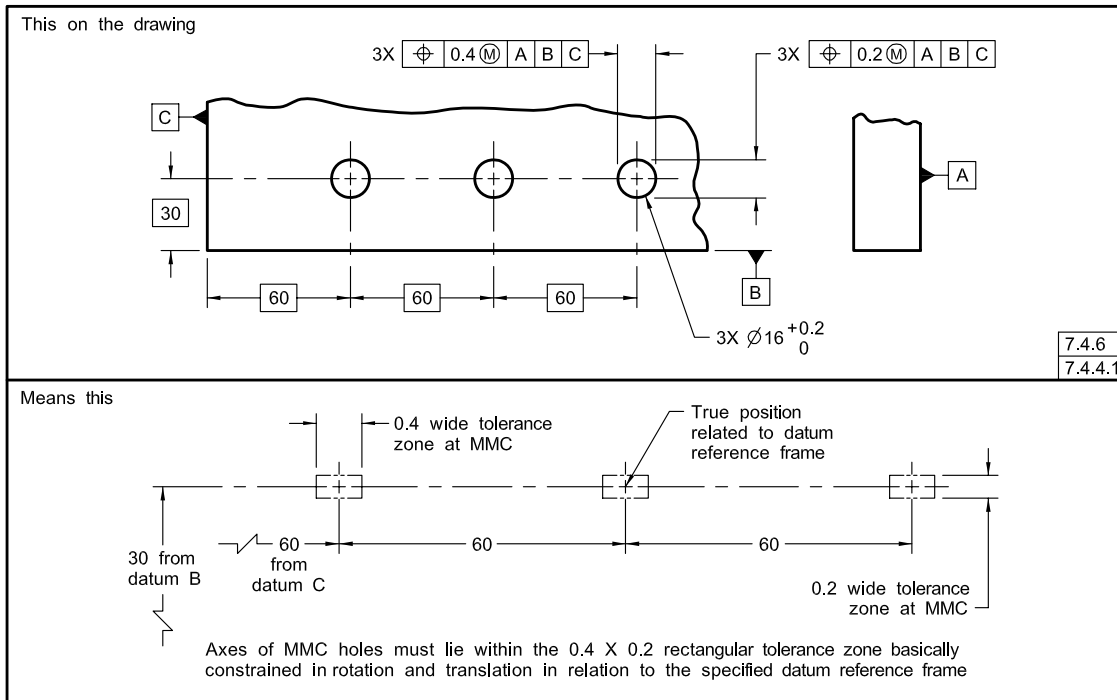 This on the drawing
3X ⌖ 0.4 Ⓜ A B C
3X ⌖ 0.2 Ⓜ A B C
C
A
30
60 60 60
B
3X ∅16 +0.2
0
7.4.6
7.4.4.1
Means this
0.4 wide tolerance
zone at MMC
True position
related to datum
reference frame
30 from
datum B
60
from
datum C
60
60
0.2 wide tolerance
zone at MMC
Axes of MMC holes must lie within the 0.4 X 0.2 rectangular tolerance zone basically
constrained in rotation and translation in relation to the specified datum reference frame